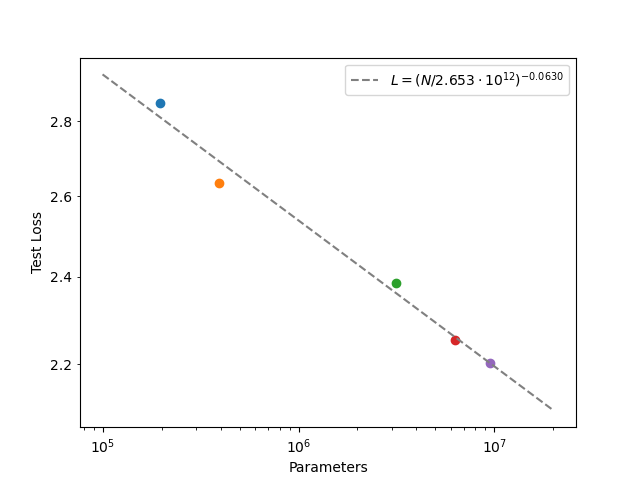 L = (N/2.653 · 10¹²)⁻⁰·⁰⁶³⁰
2.8
2.6
2.4
2.2
Test Loss
10⁵
10⁶
10⁷
Parameters